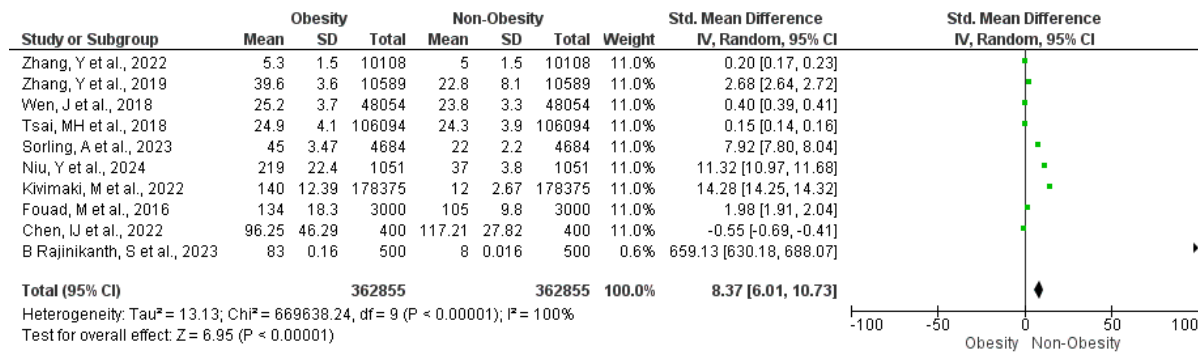 Obesity Non-Obesity Std. Mean Difference Std. Mean Difference
Study or Subgroup Mean SD Total Mean SD Total Weight IV, Random, 95% CI IV, Random, 95% CI
Zhang, Y et al., 2022 5.3 1.5 10108 5 1.5 10108 11.0% 0.20 [0.17, 0.23]
Zhang, Y et al., 2019 39.6 3.6 10589 22.8 8.1 10589 11.0% 2.68 [2.64, 2.72]
Wen, J et al., 2018 25.2 3.7 48054 23.8 3.3 48054 11.0% 0.40 [0.39, 0.41]
Tsai, MH et al., 2018 24.9 4.1 106094 24.3 3.9 106094 11.0% 0.15 [0.14, 0.16]
Sorling, A et al., 2023 45 3.47 4684 22 2.2 4684 11.0% 7.92 [7.80, 8.04]
Niu, Y et al., 2024 219 22.4 1051 37 3.8 1051 11.0% 11.32 [10.97, 11.68]
Kivimaki, M et al., 2022 140 12.39 178375 12 2.67 178375 11.0% 14.28 [14.25, 14.32]
Fouad, M et al., 2016 134 18.3 3000 105 9.8 3000 11.0% 1.98 [1.91, 2.04]
Chen, IJ et al., 2022 96.25 46.29 400 117.21 27.82 400 11.0% -0.55 [-0.69, -0.41]
B Rajinikanth, S et al., 2023 83 0.16 500 8 0.016 500 0.6% 659.13 [630.18, 688.07]
Total (95% CI) 362855 362855 100.0% 8.37 [6.01, 10.73]
Heterogeneity: Tau² = 13.13; Chi² = 669638.24, df = 9 (P < 0.00001); I² = 100%
Test for overall effect: Z = 6.95 (P < 0.00001)
-100 -50 0 50 100
Obesity Non-Obesity